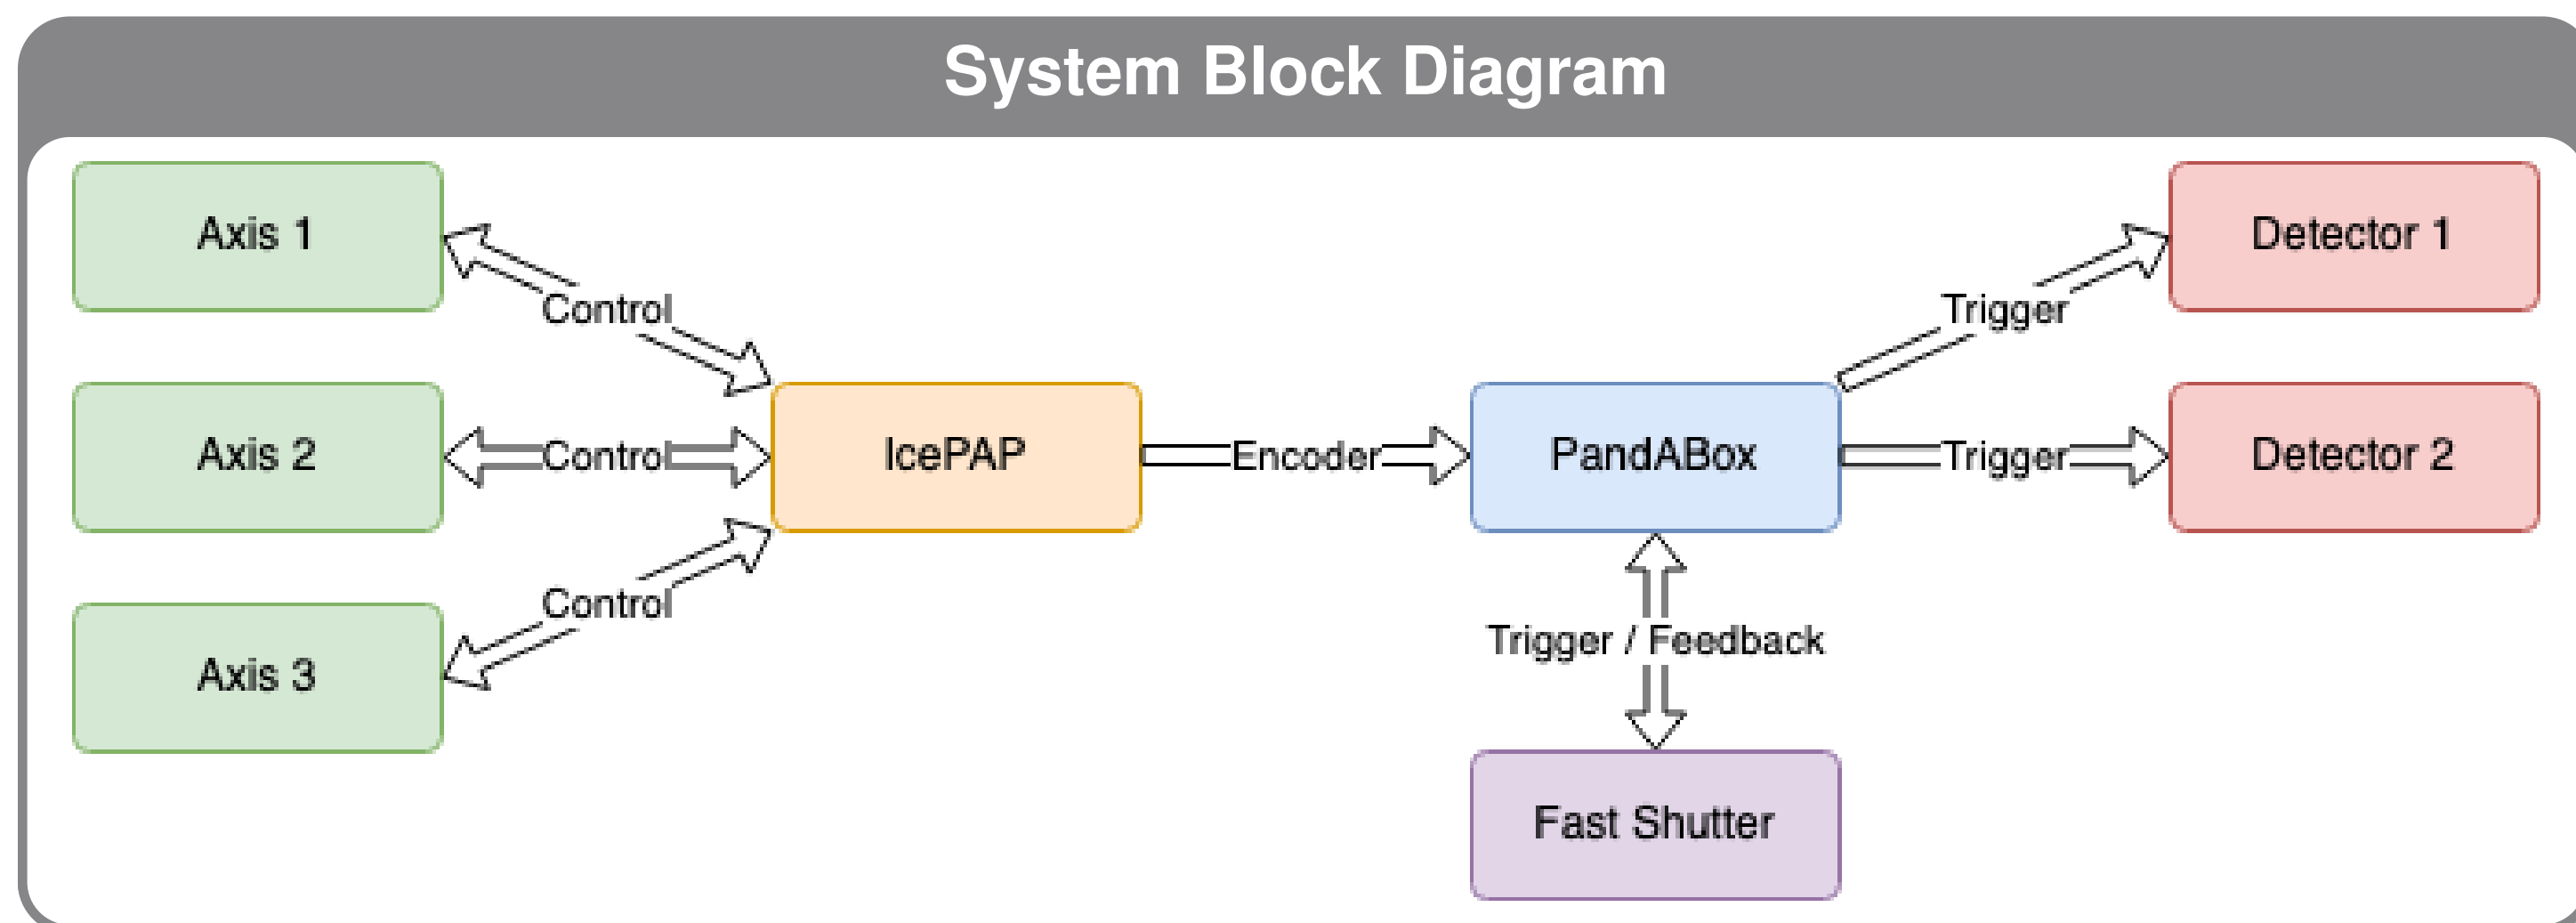 System Block Diagram
Axis 1
Detector 1
Control
Trigger
Axis 2
Control
IcePAP
Encoder
PandABox
Trigger
Detector 2
Control
Trigger / Feedback
Axis 3
Fast Shutter